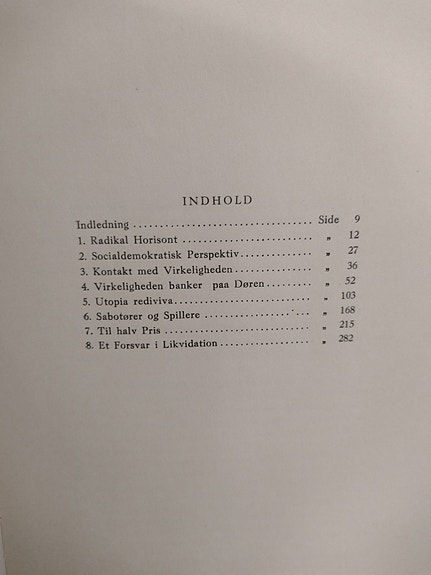 INDHOLD
Indledning ................................. Side 9
1. Radikal Horisont ........................ „ 12
2. Socialdemokratisk Perspektiv............. „ 27
3. Kontakt med Virkeligheden................ „ 36
4. Virkeligheden banker paa Døren........... „ 52
5. Utopia rediviva.......................... „ 103
6. Sabotører og Spillere ................... „ 168
7. Til halv Pris ........................... „ 215
8. Et Forsvar i Likvidation ................ „ 282